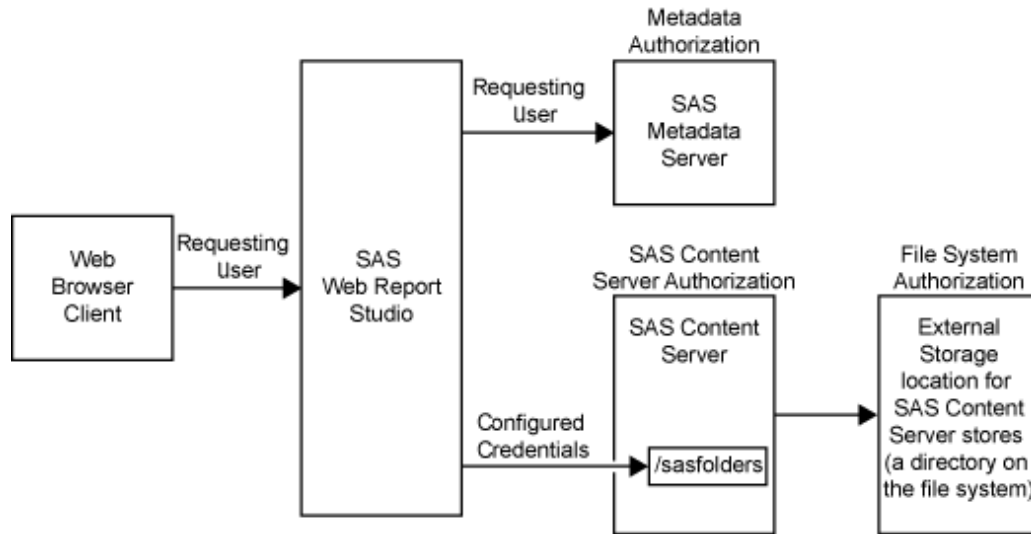 Metadata
Authorization
Requesting
User
SAS
Metadata
Server
Web
Browser
Client
Requesting
User
SAS
Web Report
Studio
SAS Content
Server Authorization
SAS Content
Server
Configured
Credentials
/sasfolders
File System
Authorization
External
Storage
location for
SAS Content
Server stores
(a directory on
the file system)